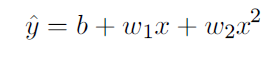 ŷ = b + w₁x + w₂x²